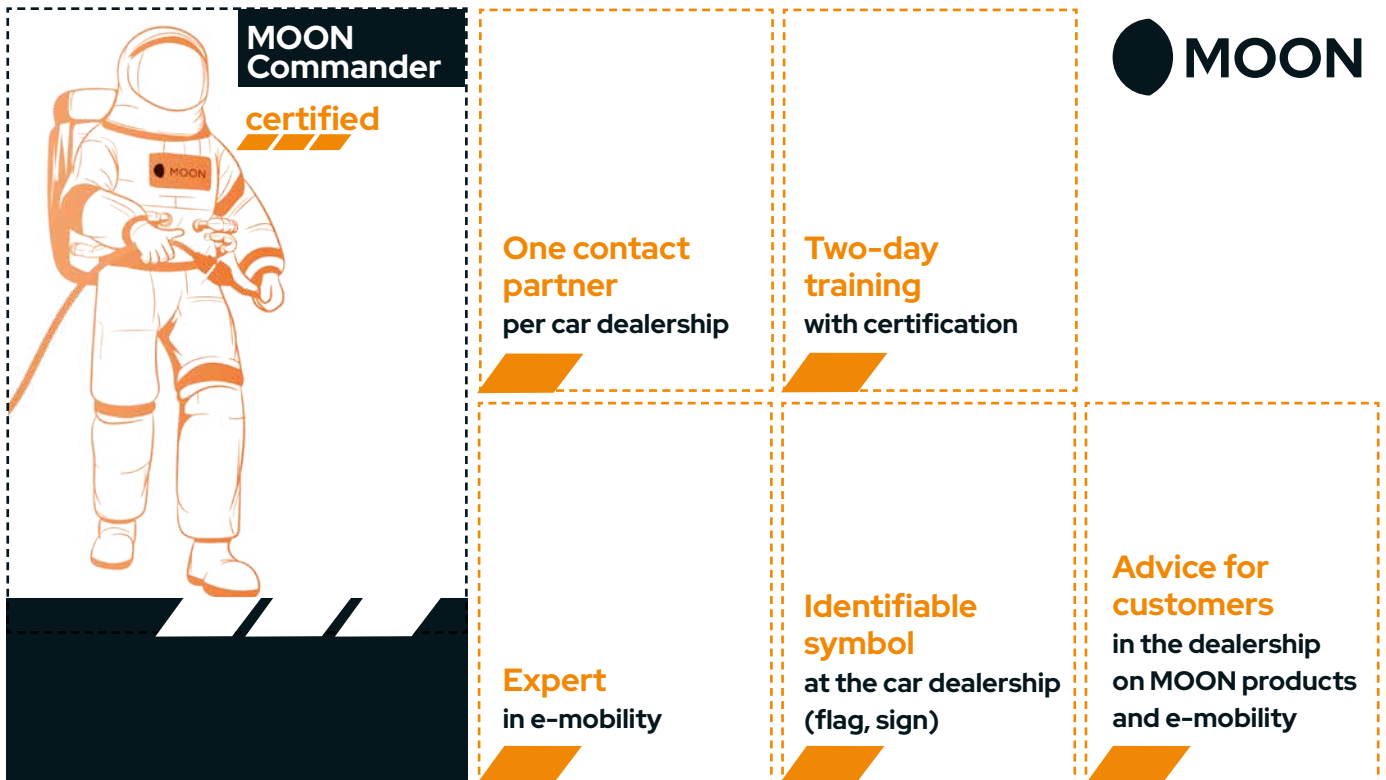 MOON
Commander
certified
MOON
One contact
partner
per car dealership
Two-day
training
with certification
MOON
Expert
in e-mobility
Identifiable
symbol
at the car dealership
(flag, sign)
Advice for
customers
in the dealership
on MOON products
and e-mobility